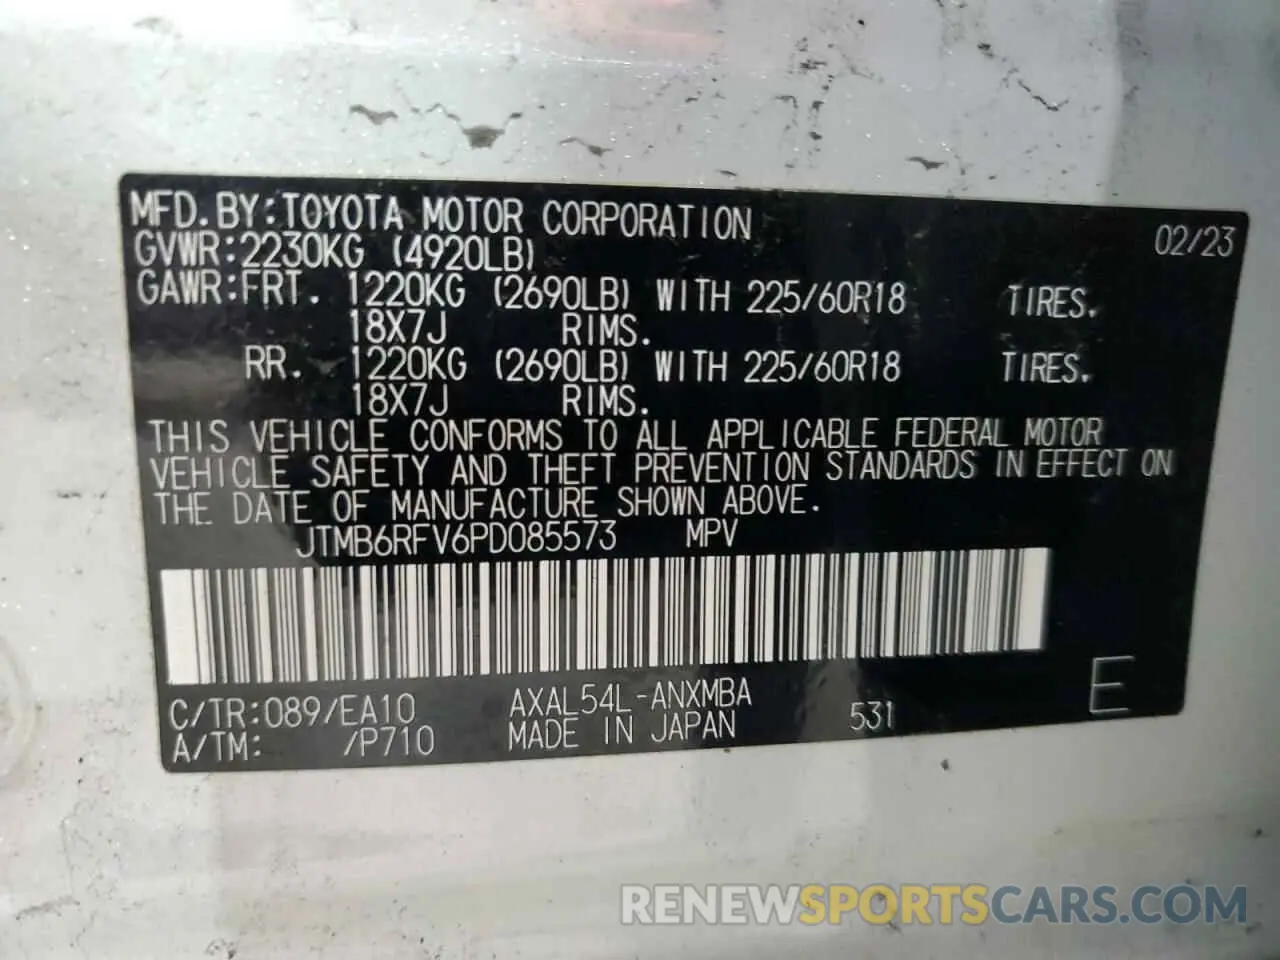 MFD. BY:TOYOTA MOTOR CORPORATION 02/23
GVWR:2230KG (4920LB)
GAWR:FRT. 1220KG (2690LB) WITH 225/60R18 TIRES.
18X7J RIMS.
RR. 1220KG (2690LB) WITH 225/60R18 TIRES.
18X7J RIMS.
THIS VEHICLE CONFORMS TO ALL APPLICABLE FEDERAL MOTOR
VEHICLE SAFETY AND THEFT PREVENTION STANDARDS IN EFFECT ON
THE DATE OF MANUFACTURE SHOWN ABOVE.
JTMB6RFV6PD085573 MPV
C/TR:089/EA10 AXAL54L-ANXMBA 531 E
A/TM: /P710 MADE IN JAPAN
RENEWSPORTSCARS.COM